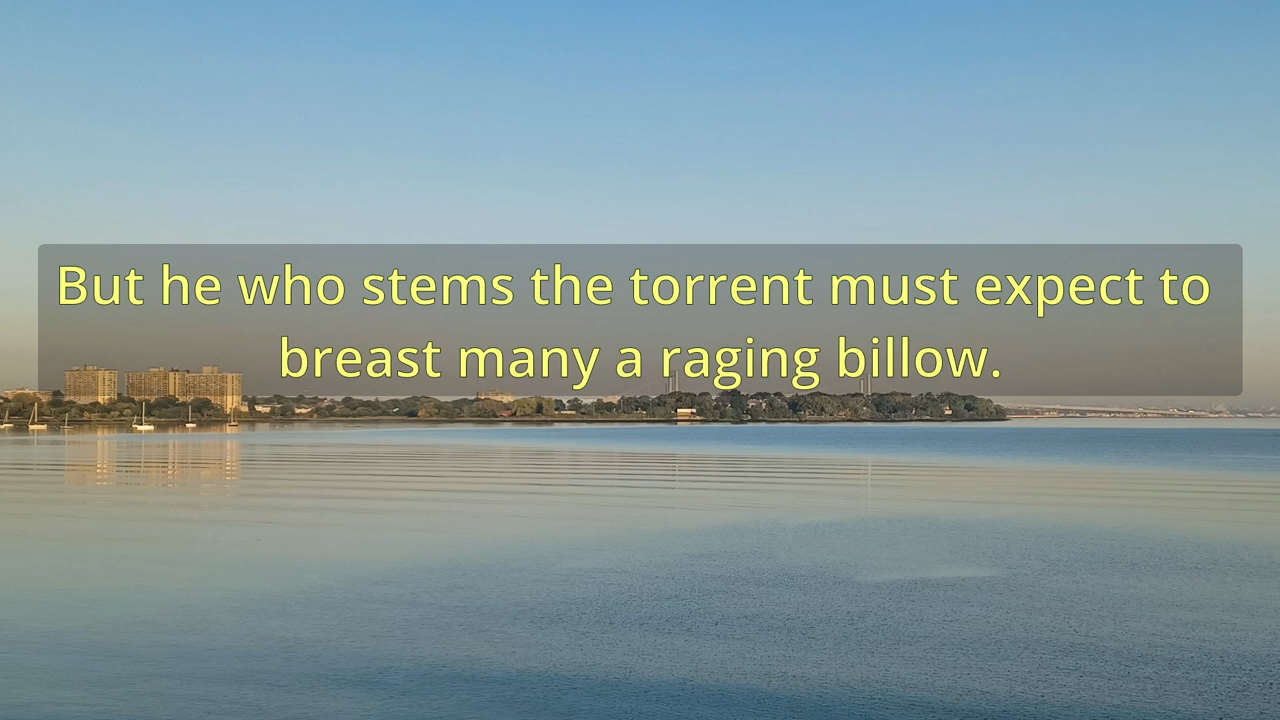 But he who stems the torrent must expect to
breast many a raging billow.